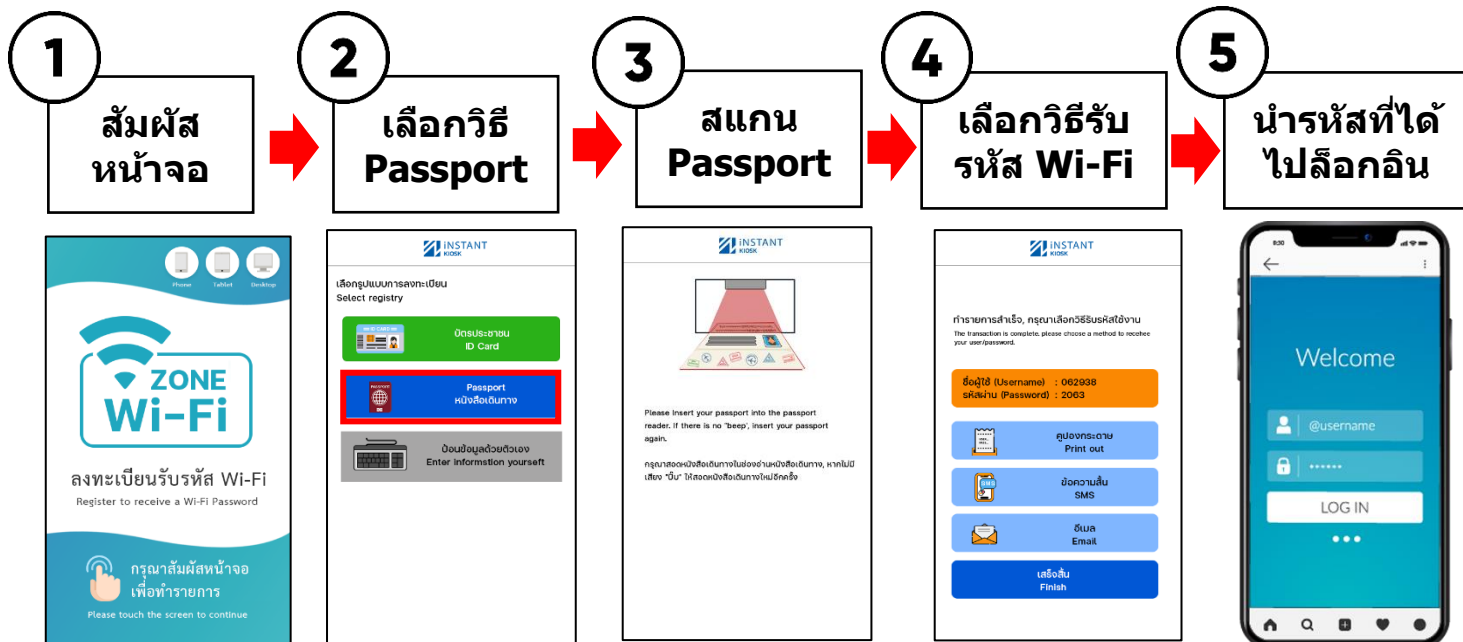 1
สัมผัส
หน้าจอ
2
เลือกวิธี
Passport
3
สแกน
Passport
4
เลือกวิธีรับ
รหัส Wi-Fi
5
นำรหัสที่ได้
ไปล็อกอิน
Phone
Tablet
Desktop
ZONE
Wi-Fi
ลงทะเบียนรับรหัส Wi-Fi
Register to receive a Wi-Fi Password
กรุณาสัมผัสหน้าจอ
เพื่อทำรายการ
Please touch the screen to continue
iNSTANT
KIOSK
เลือกรูปแบบการลงทะเบียน
Select registry
ID CARD
บัตรประชาชน
ID Card
PASSPORT
Passport
หนังสือเดินทาง
ป้อนข้อมูลด้วยตัวเอง
Enter informstion yourseft
iNSTANT
KIOSK
Please Insert your passport into the passport
reader. If there is no "beep', insert your passport
again.
กรุณาสอดหนังสือเดินทางในช่องอ่านหนังสือเดินทาง, หากไม่มี
เสียง "ปี๊บ" ให้สอดหนังสือเดินทางใหม่อีกครั้ง
iNSTANT
KIOSK
ทำรายการสำเร็จ, กรุณาเลือกวิธีรับรหัสใช้งาน
The transaction is complete, please choose a method to recehee
your user/password.
ชื่อผู้ใช้ (Username) : 062938
รหัสผ่าน (Password) : 2063
คูปองกระดาษ
Print out
SMS
ข้อความสั้น
SMS
อีเมล
Email
เสร็จสิ้น
Finish
8:30
Welcome
@username
LOG IN